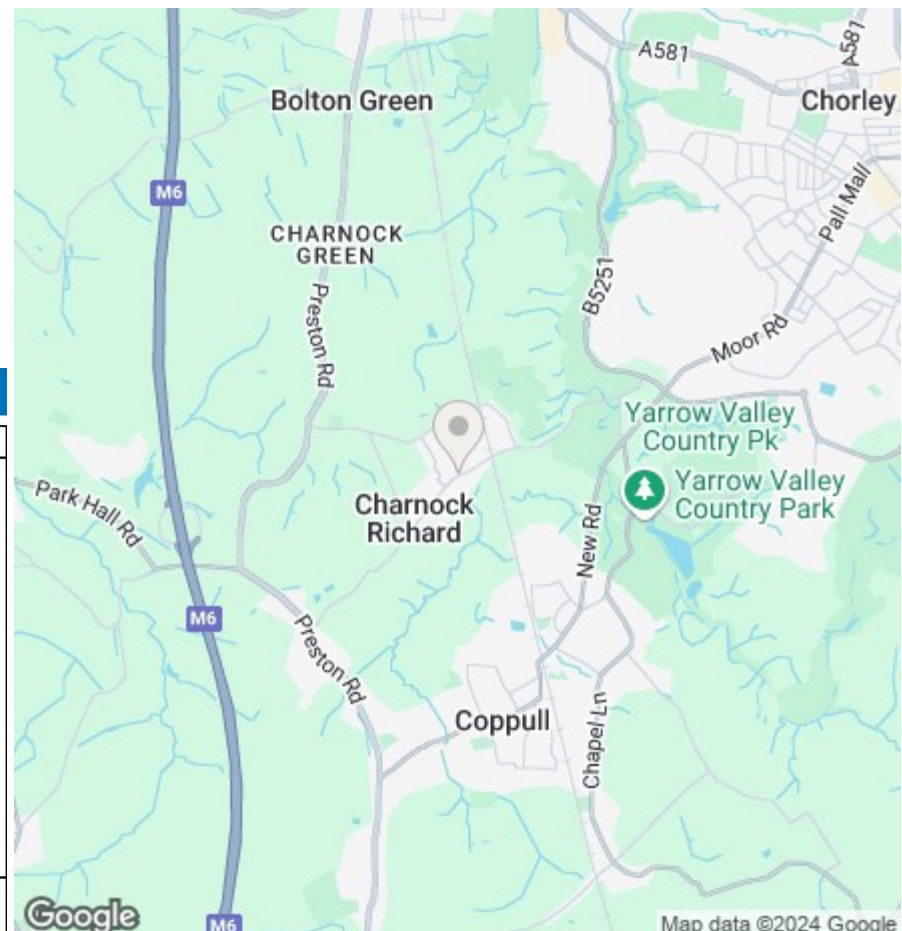 A581
A581
Bolton Green
Chorley
M6
Pall Mall
CHARNOCK
GREEN
B5251
Preston Rd
Moor Rd
Yarrow Valley
Country Pk
Yarrow Valley
Country Park
Park Hall Rd
Charnock
Richard
New Rd
M6
Preston Rd
Coppull
Chapel Ln
Google
M6
Map data ©2024 Google